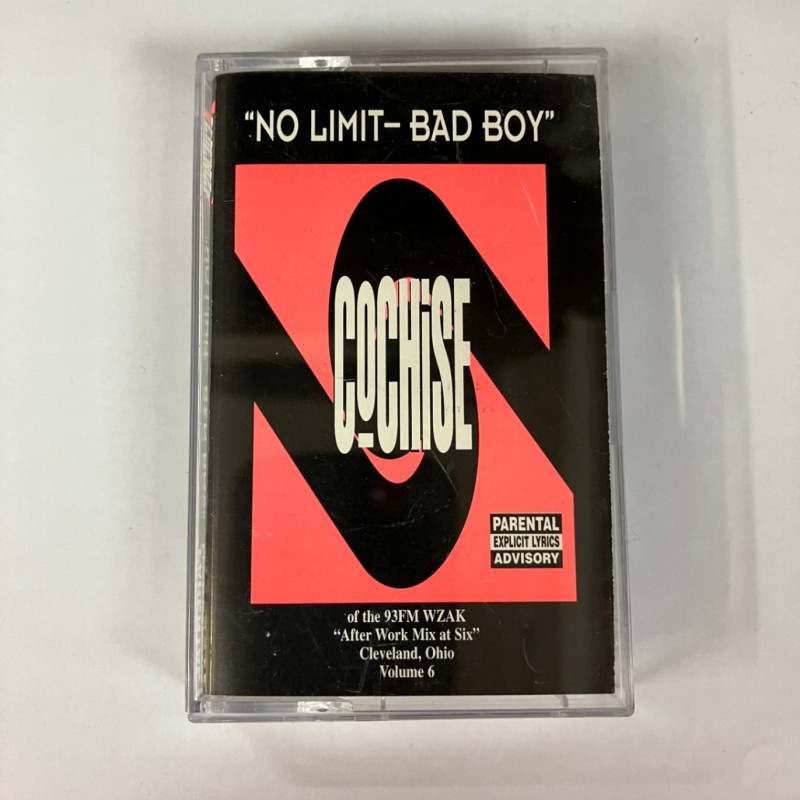 "NO LIMIT– BAD BOY"
COCHiSE
PARENTAL
EXPLICIT LYRICS
ADVISORY
of the 93FM WZAK
"After Work Mix at Six"
Cleveland, Ohio
Volume 6